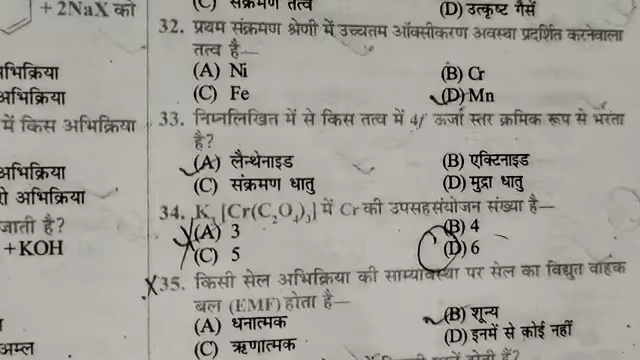 (C) संक्रमण तत्व
(D) उत्कृष्ट गैसें
+ 2NaX को
32. प्रथम संक्रमण श्रेणी में उच्चतम ऑक्सीकरण अवस्था प्रदर्शित करनेवाला
तत्व है—
भिक्रिया
(A) Ni
(B) Cr
अभिक्रिया
(C) Fe
(D) Mn
में किस अभिक्रिया
33. निम्नलिखित में से किस तत्व में 4f ऊर्जा स्तर क्रमिक रूप से भरता
है?
अभिक्रिया
(A) लैन्थेनाइड
(B) एक्टिनाइड
अभिक्रिया
(C) संक्रमण धातु
(D) मुद्रा धातु
जाती है?
34. K₃[Cr(C₂O₄)₃] में Cr की उपसहसंयोजन संख्या है—
(A) 3
(B) 4
+ KOH
(C) 5
(D) 6
35. किसी सेल अभिक्रिया की साम्यावस्था पर सेल का विद्युत वाहक
बल (EMF) होता है—
(A) धनात्मक
(B) शून्य
अम्ल
(C) ऋणात्मक
(D) इनमें से कोई नहीं